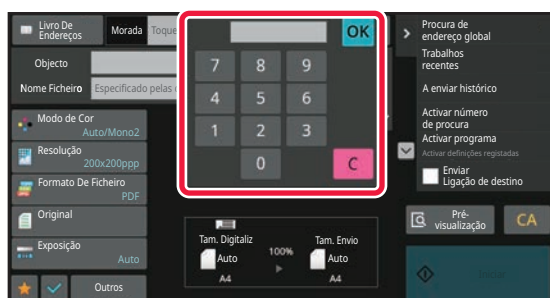 Livro De
Endereços
Morada
Toque
OK
Procura de
endereço global
Objecto
Trabalhos
recentes
Nome Ficheiro
Especificado pelas
A enviar histórico
7 8 9
4 5 6
1 2 3
0 C
Modo de Cor
Auto/Mono2
Activar número
de procura
Activar programa
Activar definições registadas
Resolução
200x200ppp
Enviar
Ligação de destino
Formato De Ficheiro
PDF
Original
Pré-
visualização
CA
Exposição
Auto
Tam. Digitaliz
Auto
A4
100%
Tam. Envio
Auto
A4
Outros
Iniciar